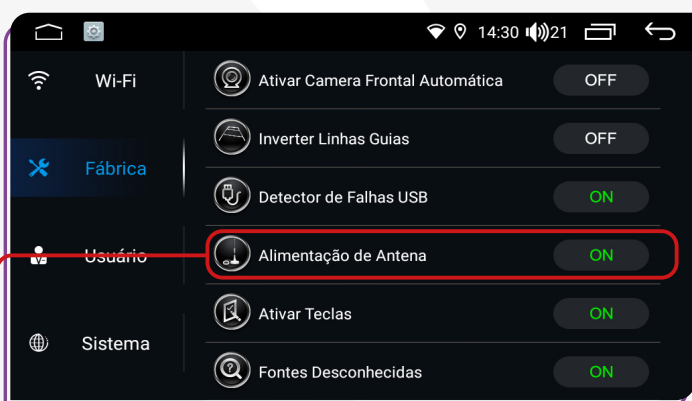 14:30 21
Wi-Fi
Fábrica
Usuário
Sistema
Ativar Camera Frontal Automática OFF
Inverter Linhas Guias OFF
Detector de Falhas USB ON
Alimentação de Antena ON
Ativar Teclas ON
Fontes Desconhecidas ON